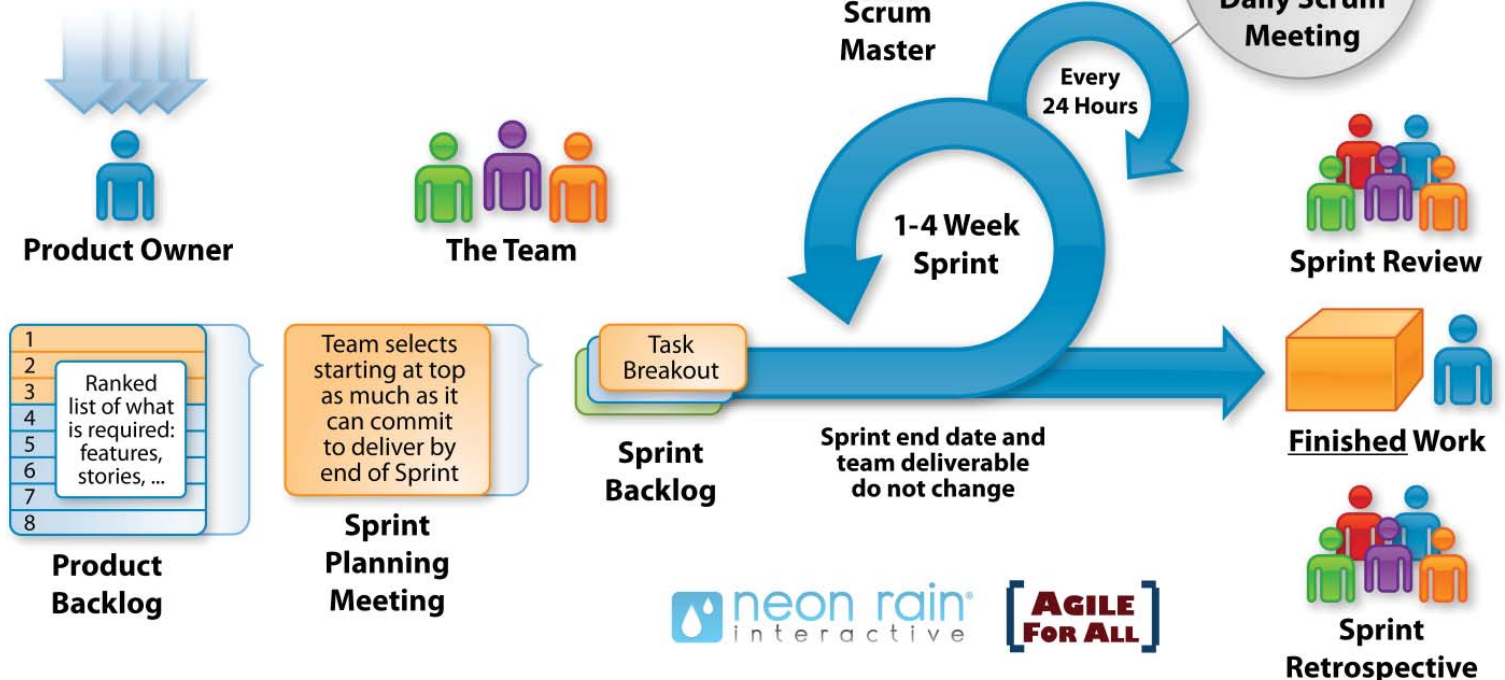 Scrum
Master
Daily Scrum
Meeting
Every
24 Hours
Product Owner
The Team
1-4 Week
Sprint
Sprint Review
1
2
3
4
5
6
7
8
Ranked
list of what
is required:
features,
stories, ...
Product
Backlog
Team selects
starting at top
as much as it
can commit
to deliver by
end of Sprint
Sprint
Planning
Meeting
Task
Breakout
Sprint
Backlog
Sprint end date and
team deliverable
do not change
Finished Work
neon rain®
interactive
AGILE
FOR ALL
Sprint
Retrospective